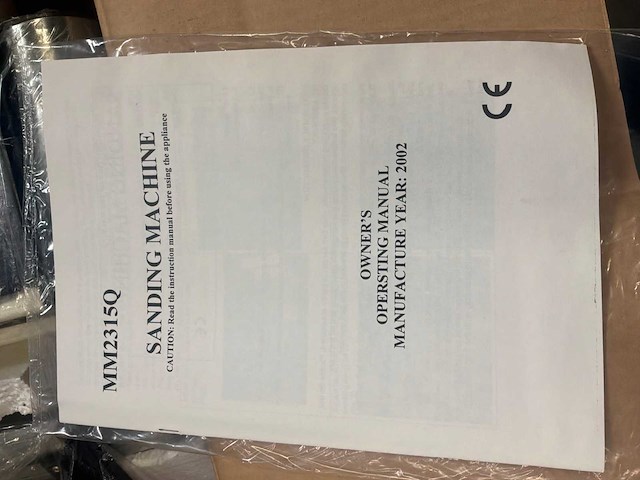 MM2315Q
SANDING MACHINE
CAUTION: Read the instruction manual before using the appliance
OWNER'S
OPERSTING MANUAL
MANUFACTURE YEAR: 2002
CE